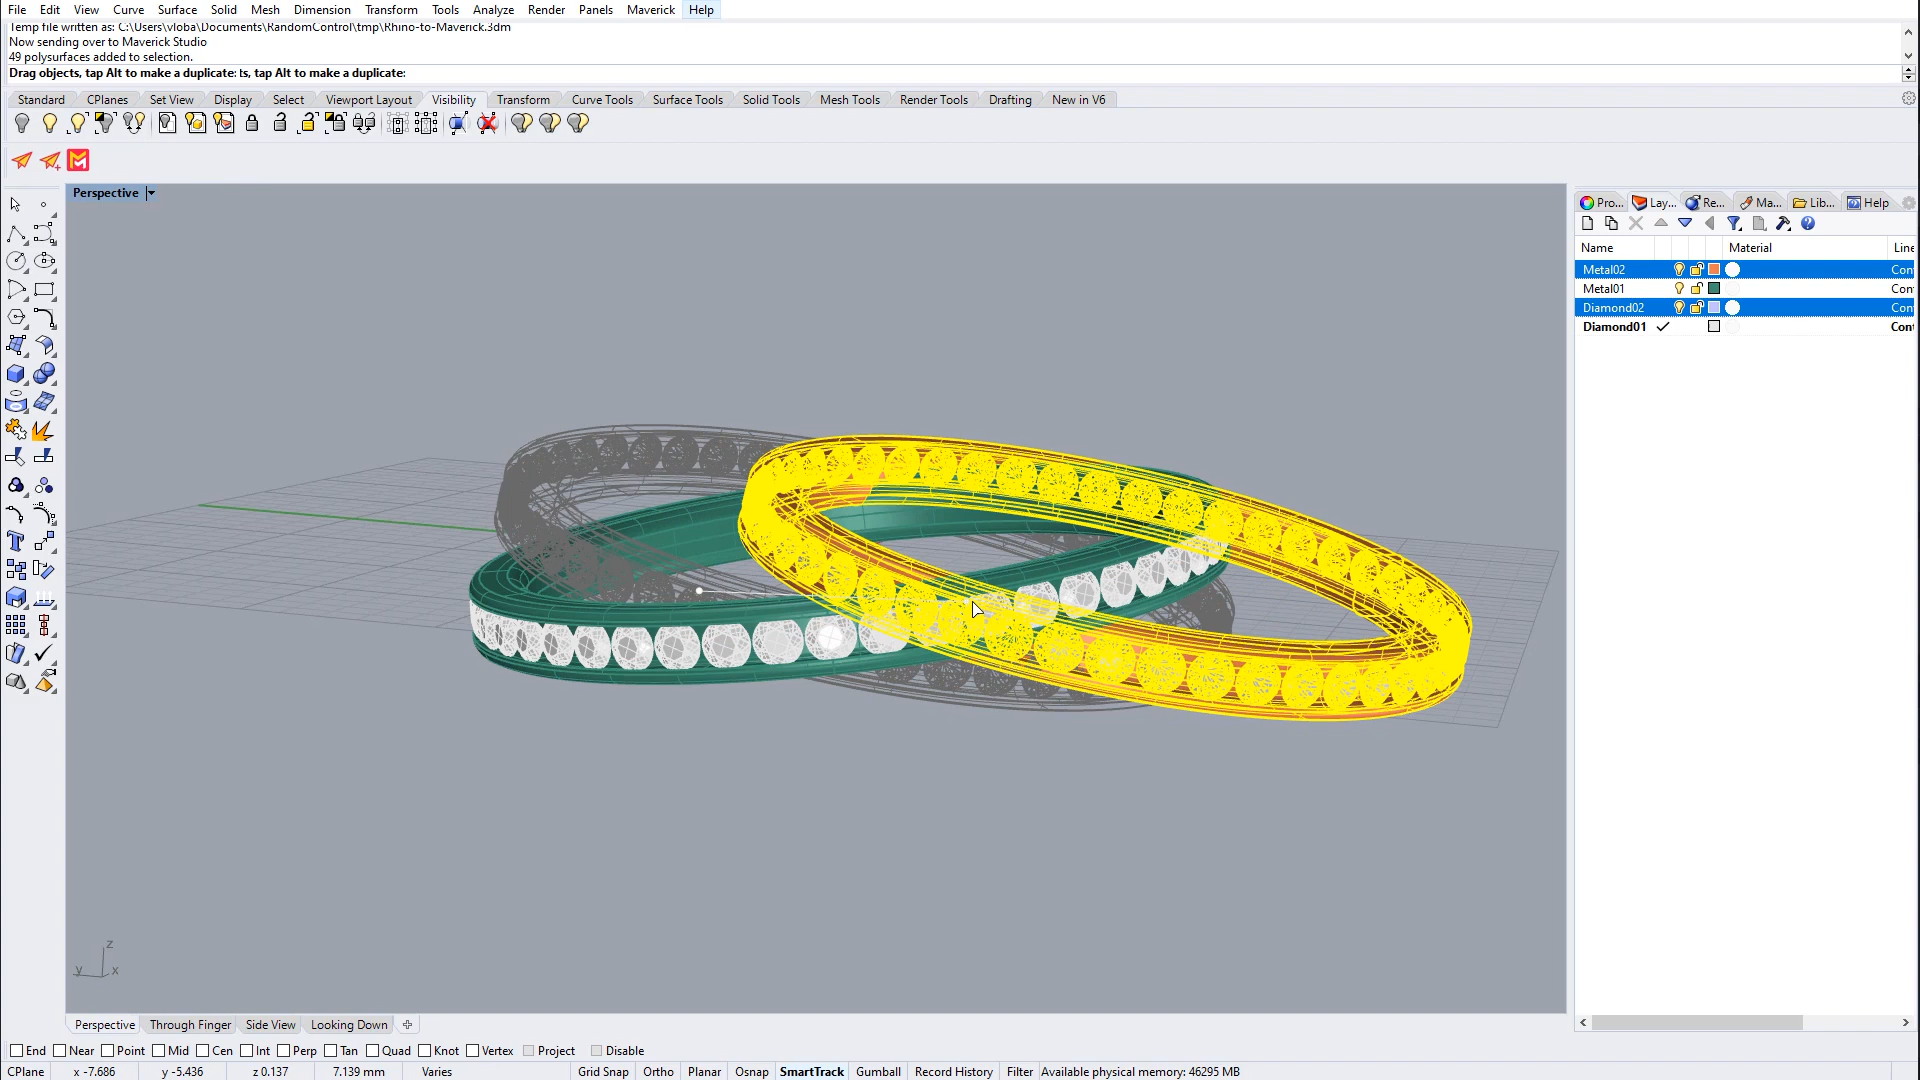 File Edit View Curve Surface Solid Mesh Dimension Transform Tools Analyze Render Panels Maverick Help
Temp file written as: C:\Users\vloba\Documents\RandomControl\tmp\Rhino-to-Maverick.3dm
Now sending over to Maverick Studio
49 polysurfaces added to selection.
Drag objects, tap Alt to make a duplicate: ts, tap Alt to make a duplicate:
Standard CPlanes Set View Display Select Viewport Layout Visibility Transform Curve Tools Surface Tools Solid Tools Mesh Tools Render Tools Drafting New in V6
Perspective
Pro... Lay... Re... Ma... Lib... Help
Name Material Line
Metal02 Con
Metal01 Con
Diamond02 Con
Diamond01 Con
z
y x
Perspective Through Finger Side View Looking Down
End Near Point Mid Cen Int Perp Tan Quad Knot Vertex Project Disable
CPlane x -7.686 y -5.436 z 0.137 7.139 mm Varies Grid Snap Ortho Planar Osnap SmartTrack Gumball Record History Filter Available physical memory: 46295 MB